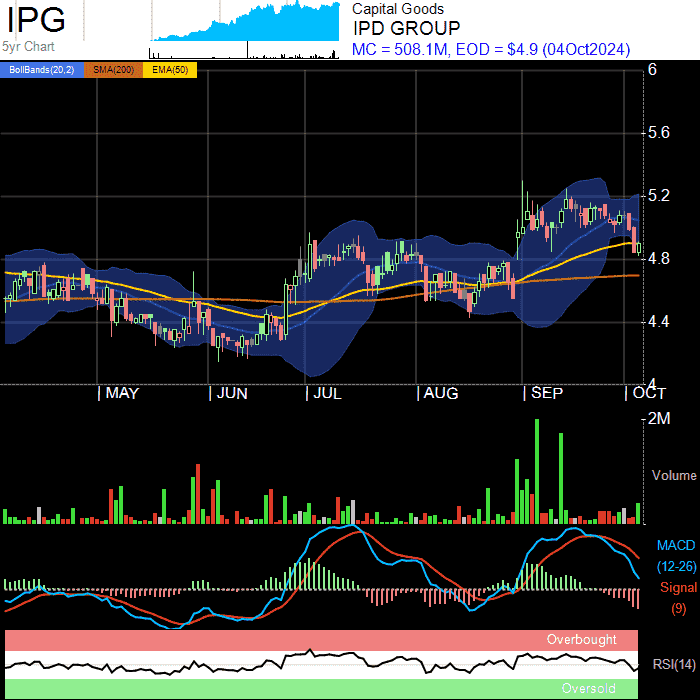 IPG
5yr Chart
Capital Goods
IPD GROUP
MC = 508.1M, EOD = $4.9 (04Oct2024)
BollBands(20,2) SMA(200) EMA(50)
6
5.6
5.2
4.8
4.4
4
MAY JUN JUL AUG SEP OCT
2M
Volume
MACD
(12-26)
Signal
(9)
Overbought
RSI(14)
Oversold